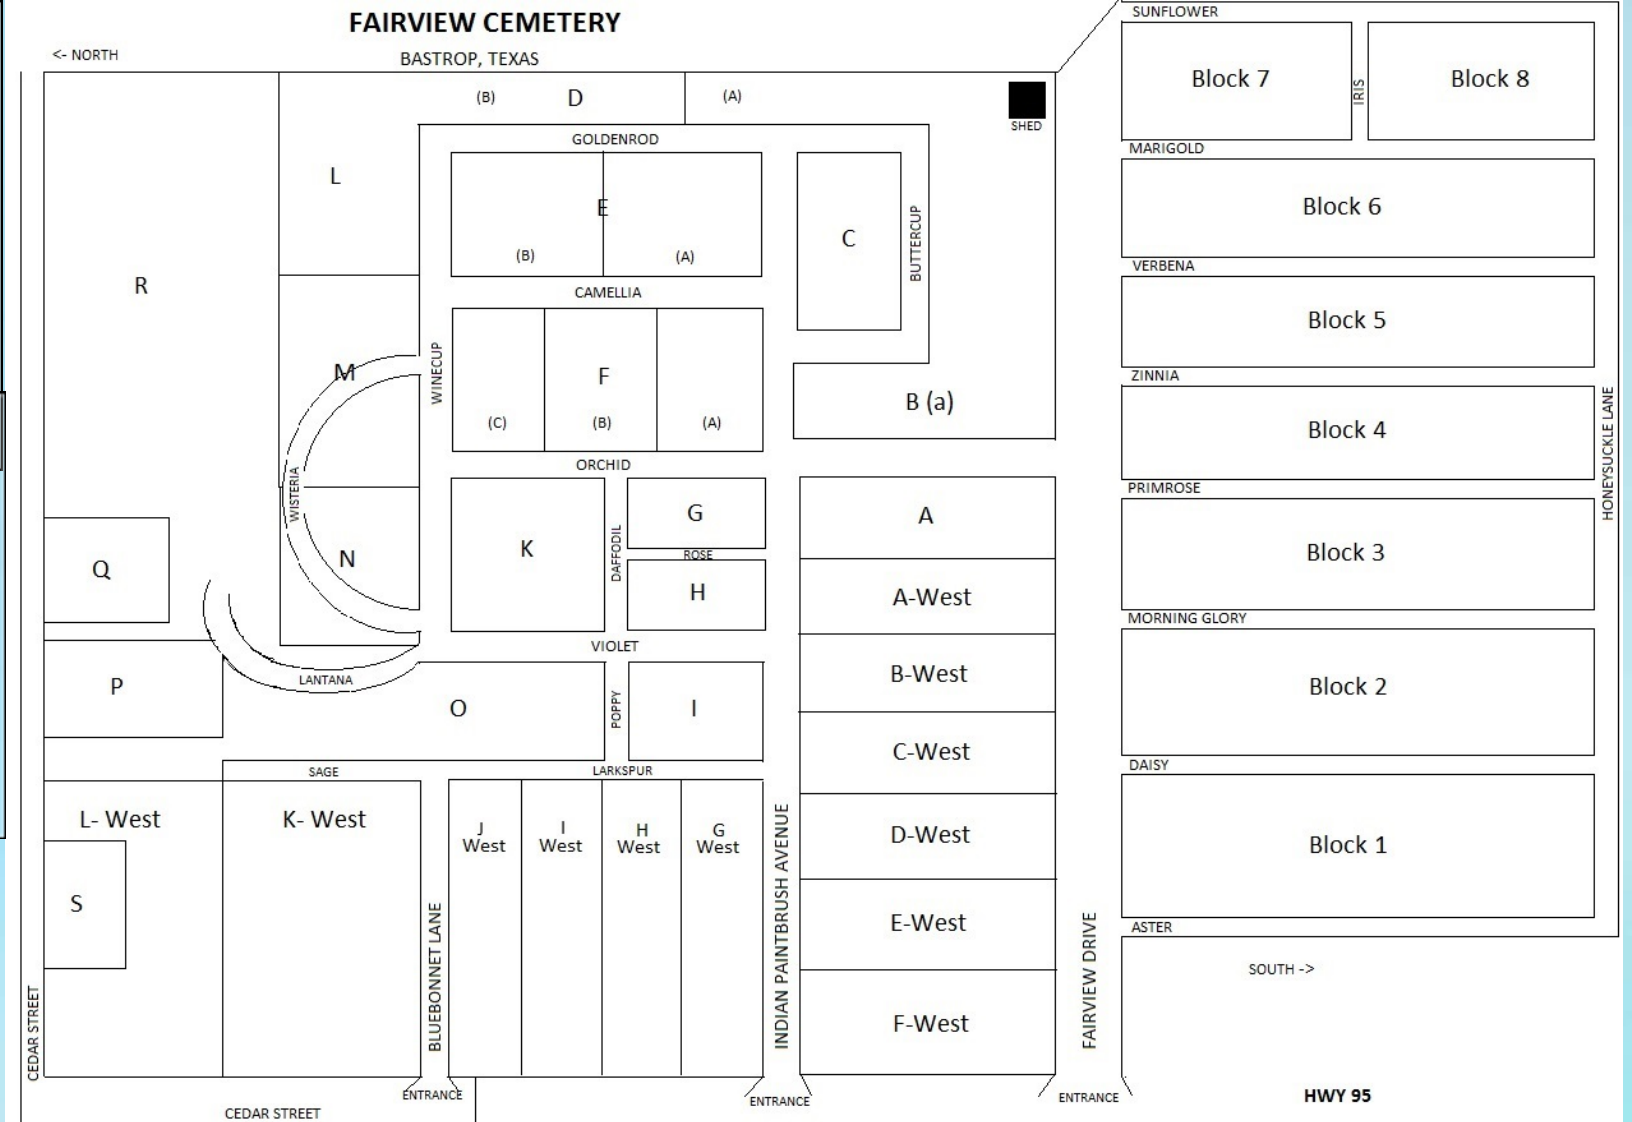 FAIRVIEW CEMETERY
BASTROP, TEXAS
<- NORTH
SUNFLOWER
Block 7
IRIS
Block 8
MARIGOLD
(B)
D
(A)
SHED
GOLDENROD
L
E
(B)
(A)
C
BUTTERCUP
Block 6
VERBENA
R
CAMELLIA
Block 5
ZINNIA
M
WINECUP
F
(C)
(B)
(A)
B (a)
Block 4
HONEYSUCKLE LANE
ORCHID
PRIMROSE
WISTERIA
K
DAFFODIL
G
ROSE
H
A
N
Q
A-West
Block 3
MORNING GLORY
VIOLET
P
LANTANA
O
POPPY
I
B-West
Block 2
C-West
DAISY
SAGE
LARKSPUR
L- West
K- West
J
West
I
West
H
West
G
West
D-West
Block 1
S
E-West
ASTER
BLUEBONNET LANE
INDIAN PAINTBRUSH AVENUE
FAIRVIEW DRIVE
SOUTH ->
CEDAR STREET
F-West
ENTRANCE
ENTRANCE
ENTRANCE
HWY 95
CEDAR STREET